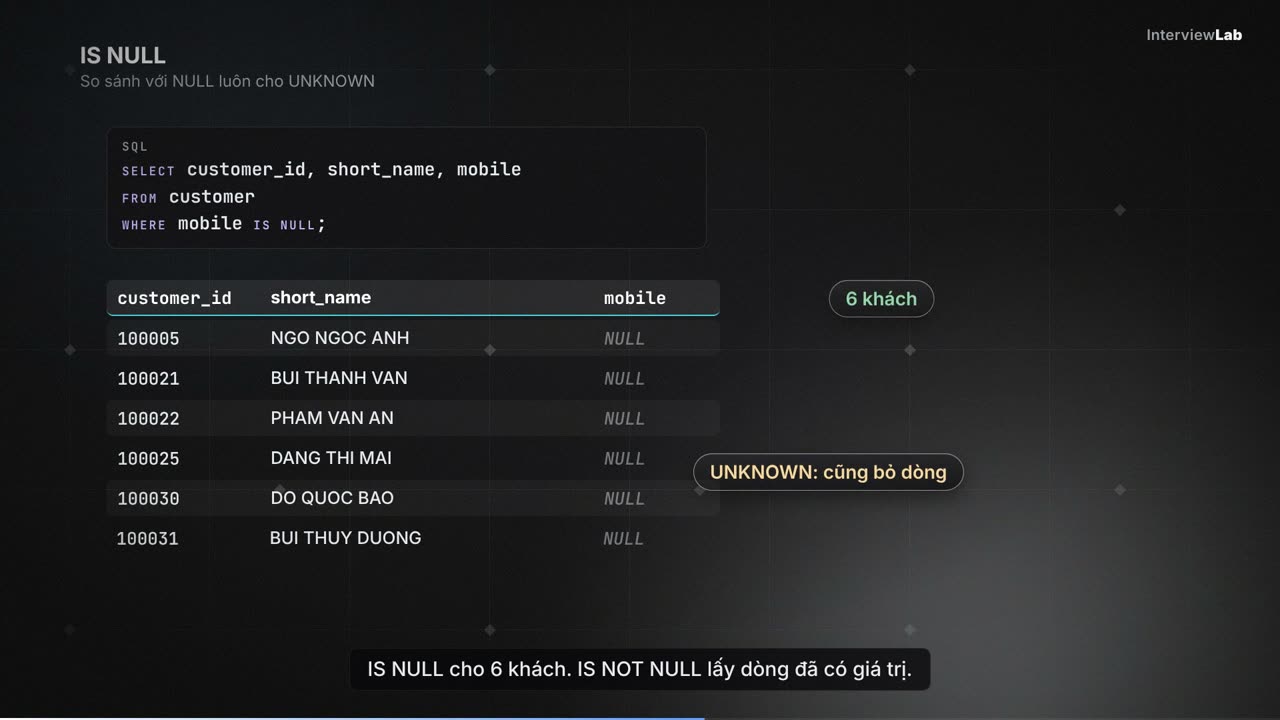 IS NULL
InterviewLab
So sánh với NULL luôn cho UNKNOWN
SQL
SELECT customer_id, short_name, mobile
FROM customer
WHERE mobile IS NULL;
customer_id short_name mobile
6 khách
100005 NGO NGOC ANH NULL
100021 BUI THANH VAN NULL
100022 PHAM VAN AN NULL
100025 DANG THI MAI NULL
UNKNOWN: cũng bỏ dòng
100030 DO QUOC BAO NULL
100031 BUI THUY DUONG NULL
IS NULL cho 6 khách. IS NOT NULL lấy dòng đã có giá trị.